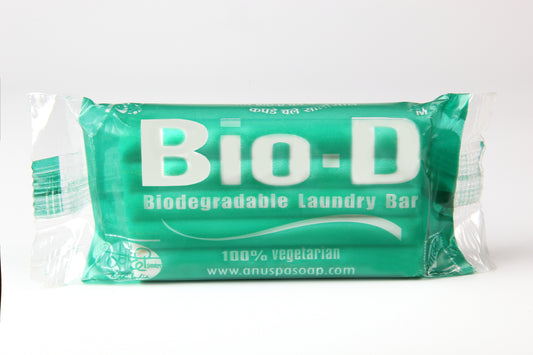 Bio-D
Biodegradable Laundry Bar
100% vegetarian
www.anuspasoap.com